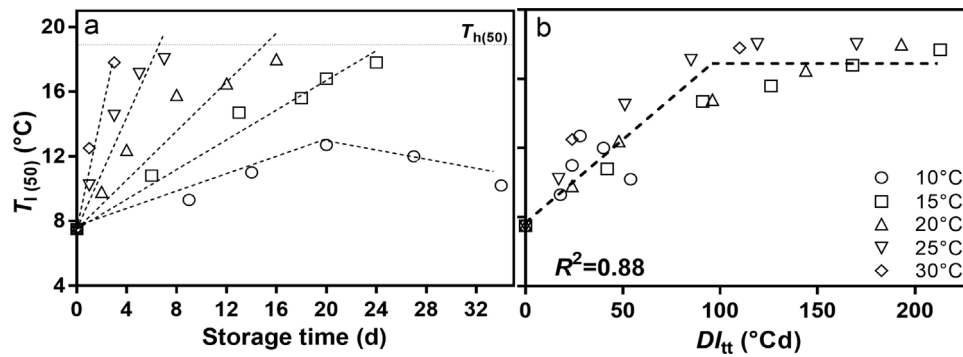 a
T_h(50)
20
16
12
8
4
T_l (50) (°C)
0 4 8 12 16 20 24 28 32
Storage time (d)
b
R²=0.88
10°C
15°C
20°C
25°C
30°C
0 50 100 150 200
DI_tt (°Cd)